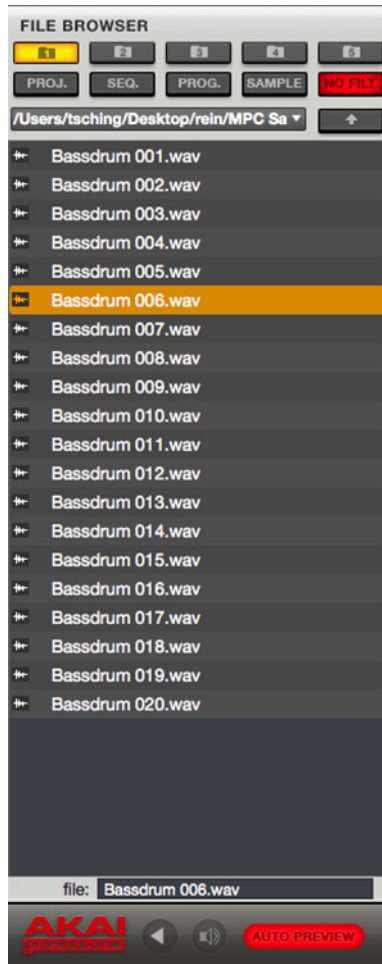 FILE BROWSER
1 2 3 4 5
PROJ. SEQ. PROG. SAMPLE NO FILT
/Users/tsching/Desktop/rein/MPC Sa
Bassdrum 001.wav
Bassdrum 002.wav
Bassdrum 003.wav
Bassdrum 004.wav
Bassdrum 005.wav
Bassdrum 006.wav
Bassdrum 007.wav
Bassdrum 008.wav
Bassdrum 009.wav
Bassdrum 010.wav
Bassdrum 011.wav
Bassdrum 012.wav
Bassdrum 013.wav
Bassdrum 014.wav
Bassdrum 015.wav
Bassdrum 016.wav
Bassdrum 017.wav
Bassdrum 018.wav
Bassdrum 019.wav
Bassdrum 020.wav
file: Bassdrum 006.wav
AKAI AUTO PREVIEW
professional